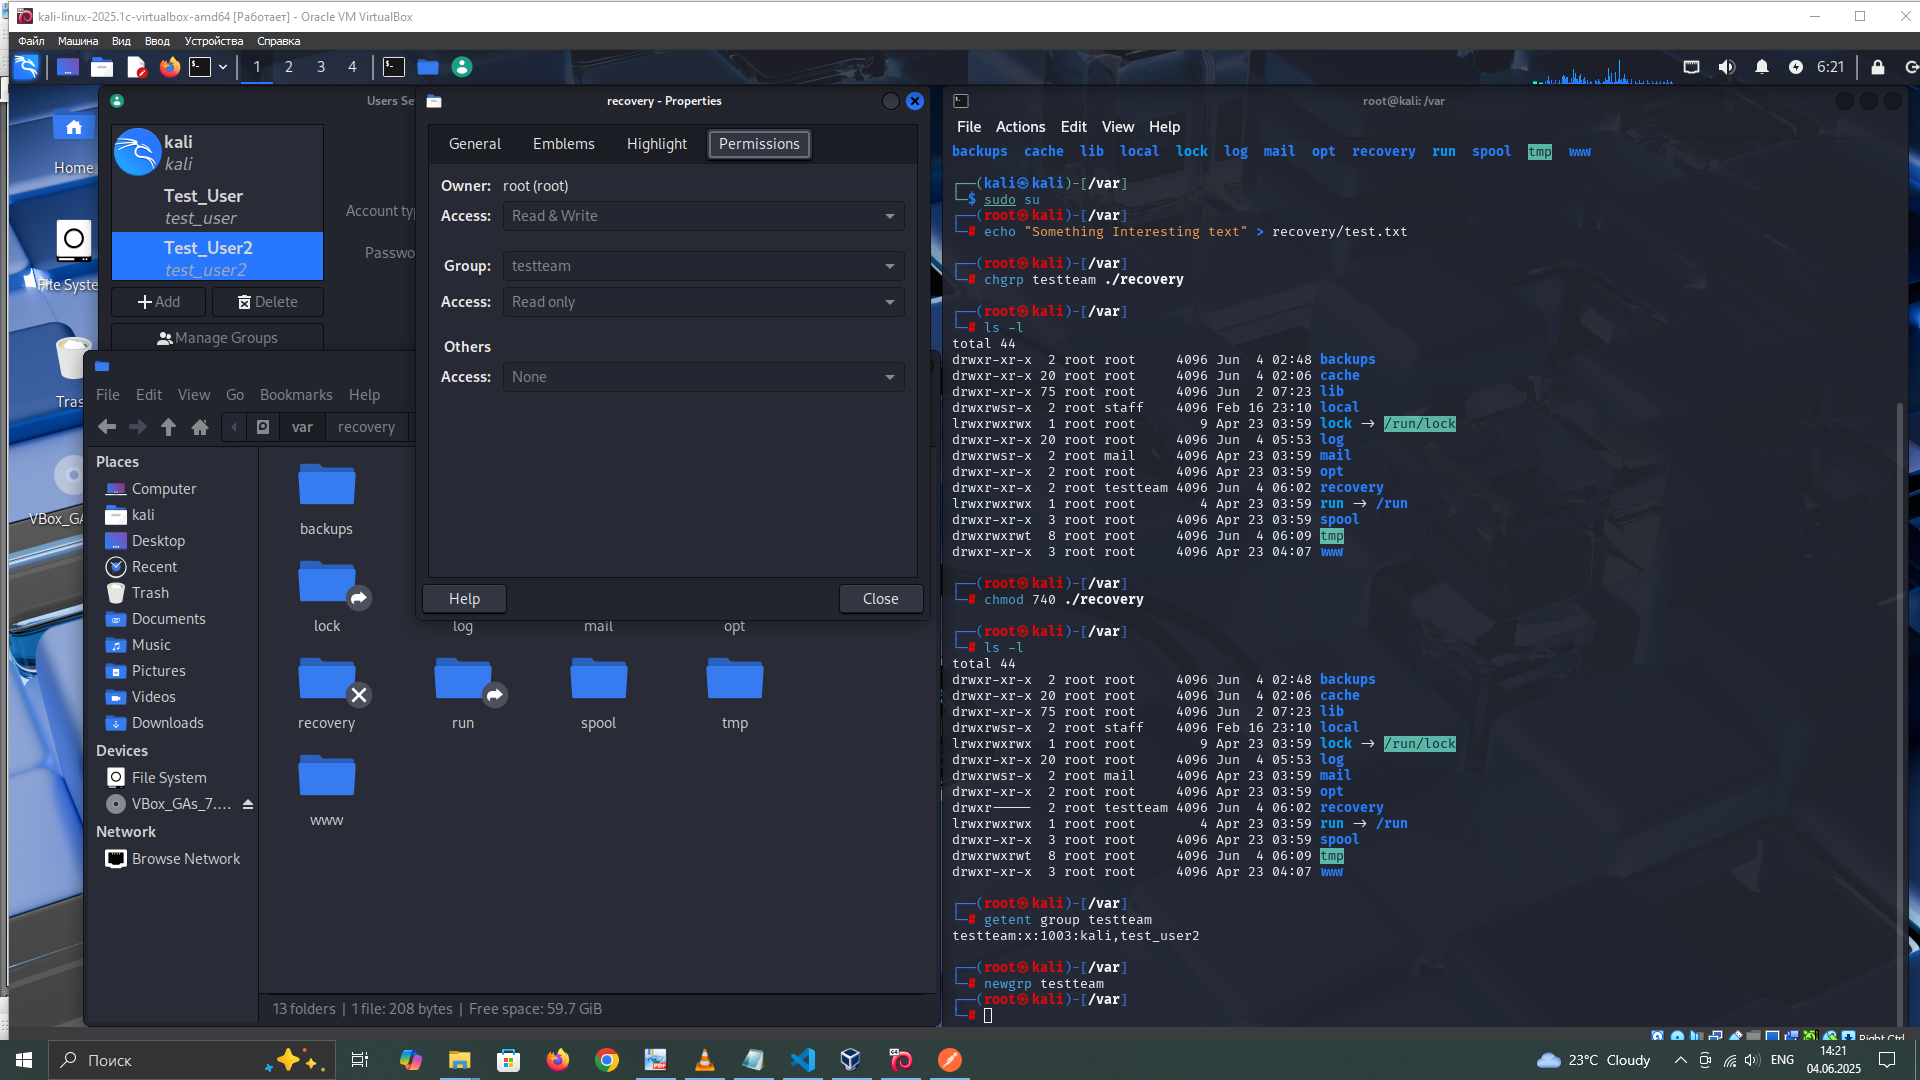 kali-linux-2025.1c-virtualbox-amd64 [Работает] - Oracle VM VirtualBox
Файл Машина Вид Ввод Устройства Справка
1 2 3 4
6:21
Home
File Syste
Tras
VBox_GA
Users Se
kali
kali
Test_User
test_user
Test_User2
test_user2
Add
Delete
Manage Groups
Account ty
Passwo
recovery - Properties
General Emblems Highlight Permissions
Owner: root (root)
Access: Read & Write
Group: testteam
Access: Read only
Others
Access: None
Help
Close
File Edit View Go Bookmarks Help
var recovery
Places
Computer
kali
Desktop
Recent
Trash
Documents
Music
Pictures
Videos
Downloads
Devices
File System
VBox_GAs_7....
Network
Browse Network
backups
lock log mail opt
recovery run spool tmp
www
13 folders | 1 file: 208 bytes | Free space: 59.7 GiB
root@kali: /var
File Actions Edit View Help
backups cache lib local lock log mail opt recovery run spool tmp www
(kali㉿kali)-[/var]
$ sudo su
(root㉿kali)-[/var]
# echo "Something Interesting text" > recovery/test.txt
(root㉿kali)-[/var]
# chgrp testteam ./recovery
(root㉿kali)-[/var]
# ls -l
total 44
drwxr-xr-x 2 root root 4096 Jun 4 02:48 backups
drwxr-xr-x 20 root root 4096 Jun 4 02:06 cache
drwxr-xr-x 75 root root 4096 Jun 2 07:23 lib
drwxrwsr-x 2 root staff 4096 Feb 16 23:10 local
lrwxrwxrwx 1 root root 9 Apr 23 03:59 lock → /run/lock
drwxr-xr-x 20 root root 4096 Jun 4 05:53 log
drwxrwsr-x 2 root mail 4096 Apr 23 03:59 mail
drwxr-xr-x 2 root root 4096 Apr 23 03:59 opt
drwxr-xr-x 2 root testteam 4096 Jun 4 06:02 recovery
lrwxrwxrwx 1 root root 4 Apr 23 03:59 run → /run
drwxr-xr-x 3 root root 4096 Apr 23 03:59 spool
drwxrwxrwt 8 root root 4096 Jun 4 06:09 tmp
drwxr-xr-x 3 root root 4096 Apr 23 04:07 www
(root㉿kali)-[/var]
# chmod 740 ./recovery
(root㉿kali)-[/var]
# ls -l
total 44
drwxr-xr-x 2 root root 4096 Jun 4 02:48 backups
drwxr-xr-x 20 root root 4096 Jun 4 02:06 cache
drwxr-xr-x 75 root root 4096 Jun 2 07:23 lib
drwxrwsr-x 2 root staff 4096 Feb 16 23:10 local
lrwxrwxrwx 1 root root 9 Apr 23 03:59 lock → /run/lock
drwxr-xr-x 20 root root 4096 Jun 4 05:53 log
drwxrwsr-x 2 root mail 4096 Apr 23 03:59 mail
drwxr-xr-x 2 root root 4096 Apr 23 03:59 opt
drwxr----- 2 root testteam 4096 Jun 4 06:02 recovery
lrwxrwxrwx 1 root root 4 Apr 23 03:59 run → /run
drwxr-xr-x 3 root root 4096 Apr 23 03:59 spool
drwxrwxrwt 8 root root 4096 Jun 4 06:09 tmp
drwxr-xr-x 3 root root 4096 Apr 23 04:07 www
(root㉿kali)-[/var]
# getent group testteam
testteam:x:1003:kali,test_user2
(root㉿kali)-[/var]
# newgrp testteam
(root㉿kali)-[/var]
#
Right Ctrl
Поиск
23°C Cloudy
ENG
14:21
04.06.2025